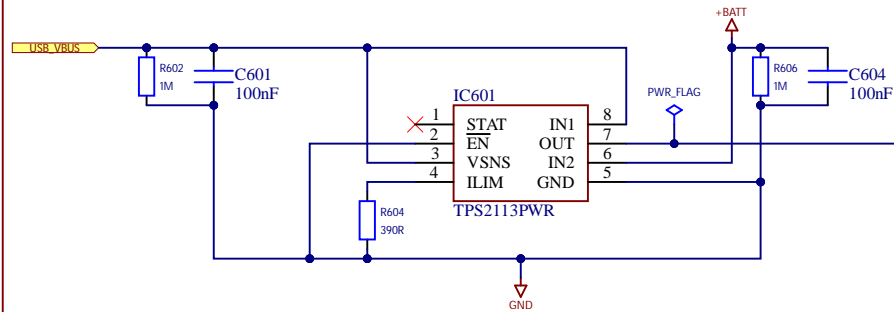 +BATT
USB_VBUS
R602
1M
C601
100nF
R606
1M
C604
100nF
PWR_FLAG
IC601
1 STAT IN1 8
2 EN OUT 7
3 VSNS IN2 6
4 ILIM GND 5
TPS2113PWR
R604
390R
GND